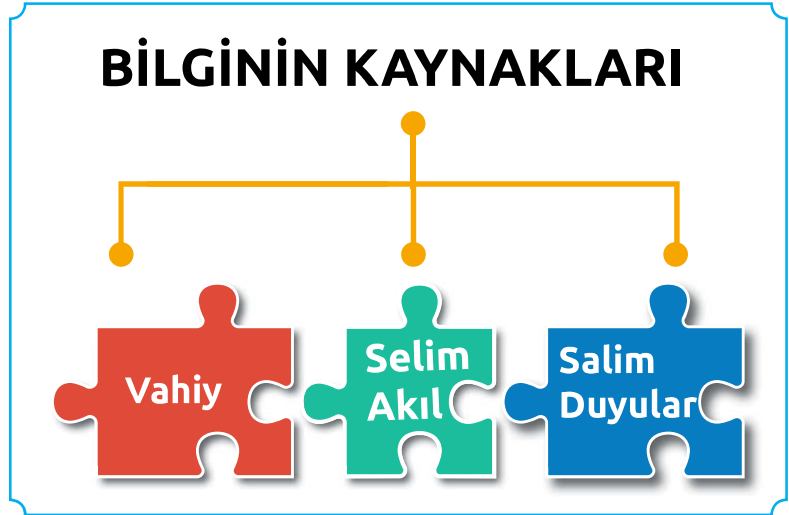 BİLGİNİN KAYNAKLARI
Vahiy
Selim
Akıl
Salim
Duyular